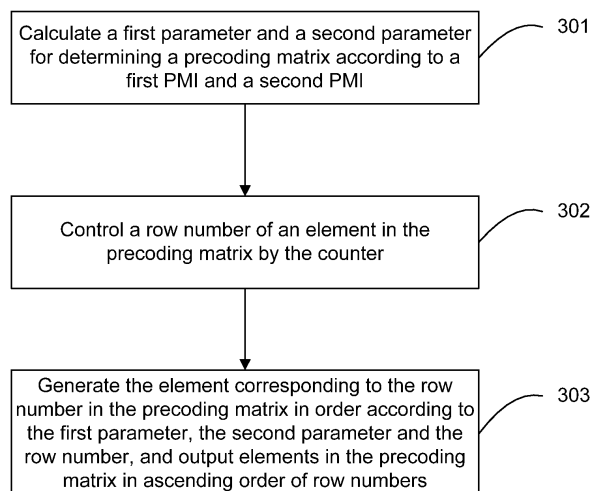 Calculate a first parameter and a second parameter
for determining a precoding matrix according to a
first PMI and a second PMI
301
Control a row number of an element in the
precoding matrix by the counter
302
Generate the element corresponding to the row
number in the precoding matrix in order according to
the first parameter, the second parameter and the
row number, and output elements in the precoding
matrix in ascending order of row numbers
303